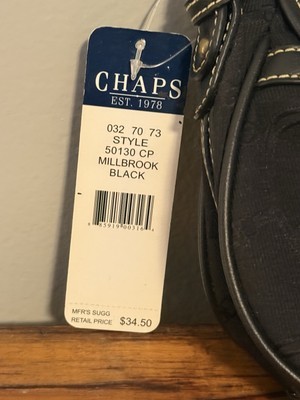 CHAPS
EST. 1978
032 70 73
STYLE
50130 CP
MILLBROOK
BLACK
MFR'S SUGG
RETAIL PRICE $34.50